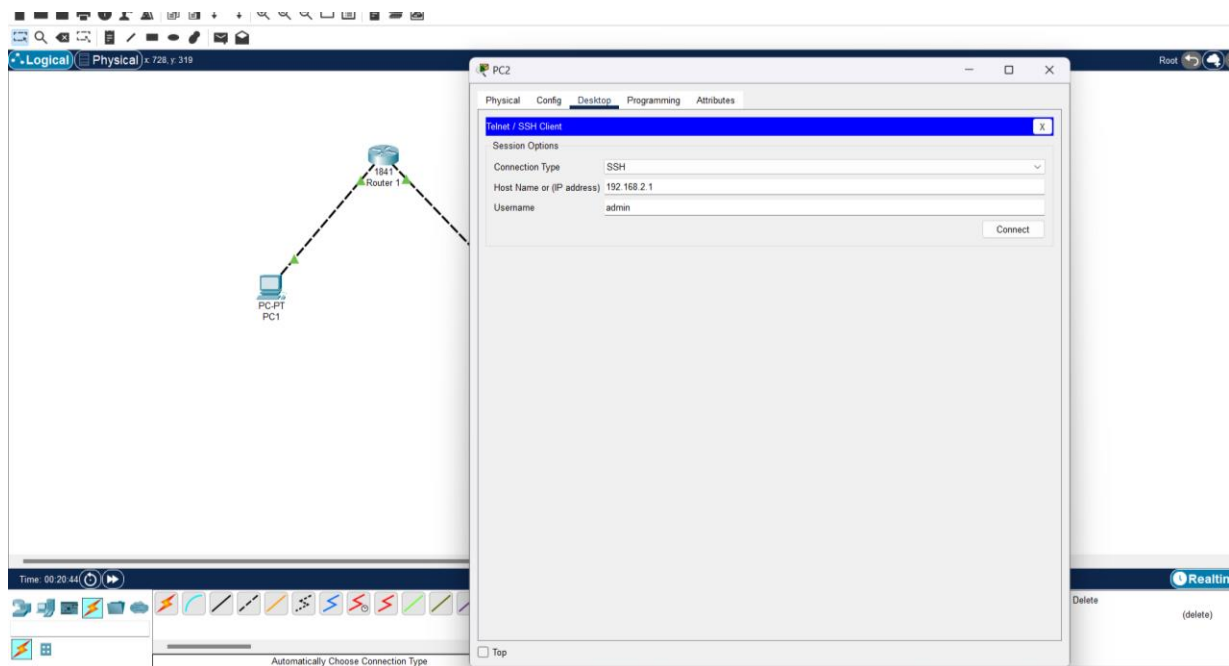 Logical Physical x: 728, y: 319 Root
PC2
Physical Config Desktop Programming Attributes
Telnet / SSH Client X
Session Options
Connection Type SSH
Host Name or (IP address) 192.168.2.1
Username admin
Connect
1841
Router 1
PC-PT
PC1
Time: 00:20:44 Realtim
Delete
(delete)
Automatically Choose Connection Type
Top